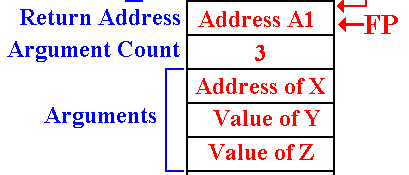 Return Address Address A1
FP
Argument Count 3
Address of X
Arguments Value of Y
Value of Z